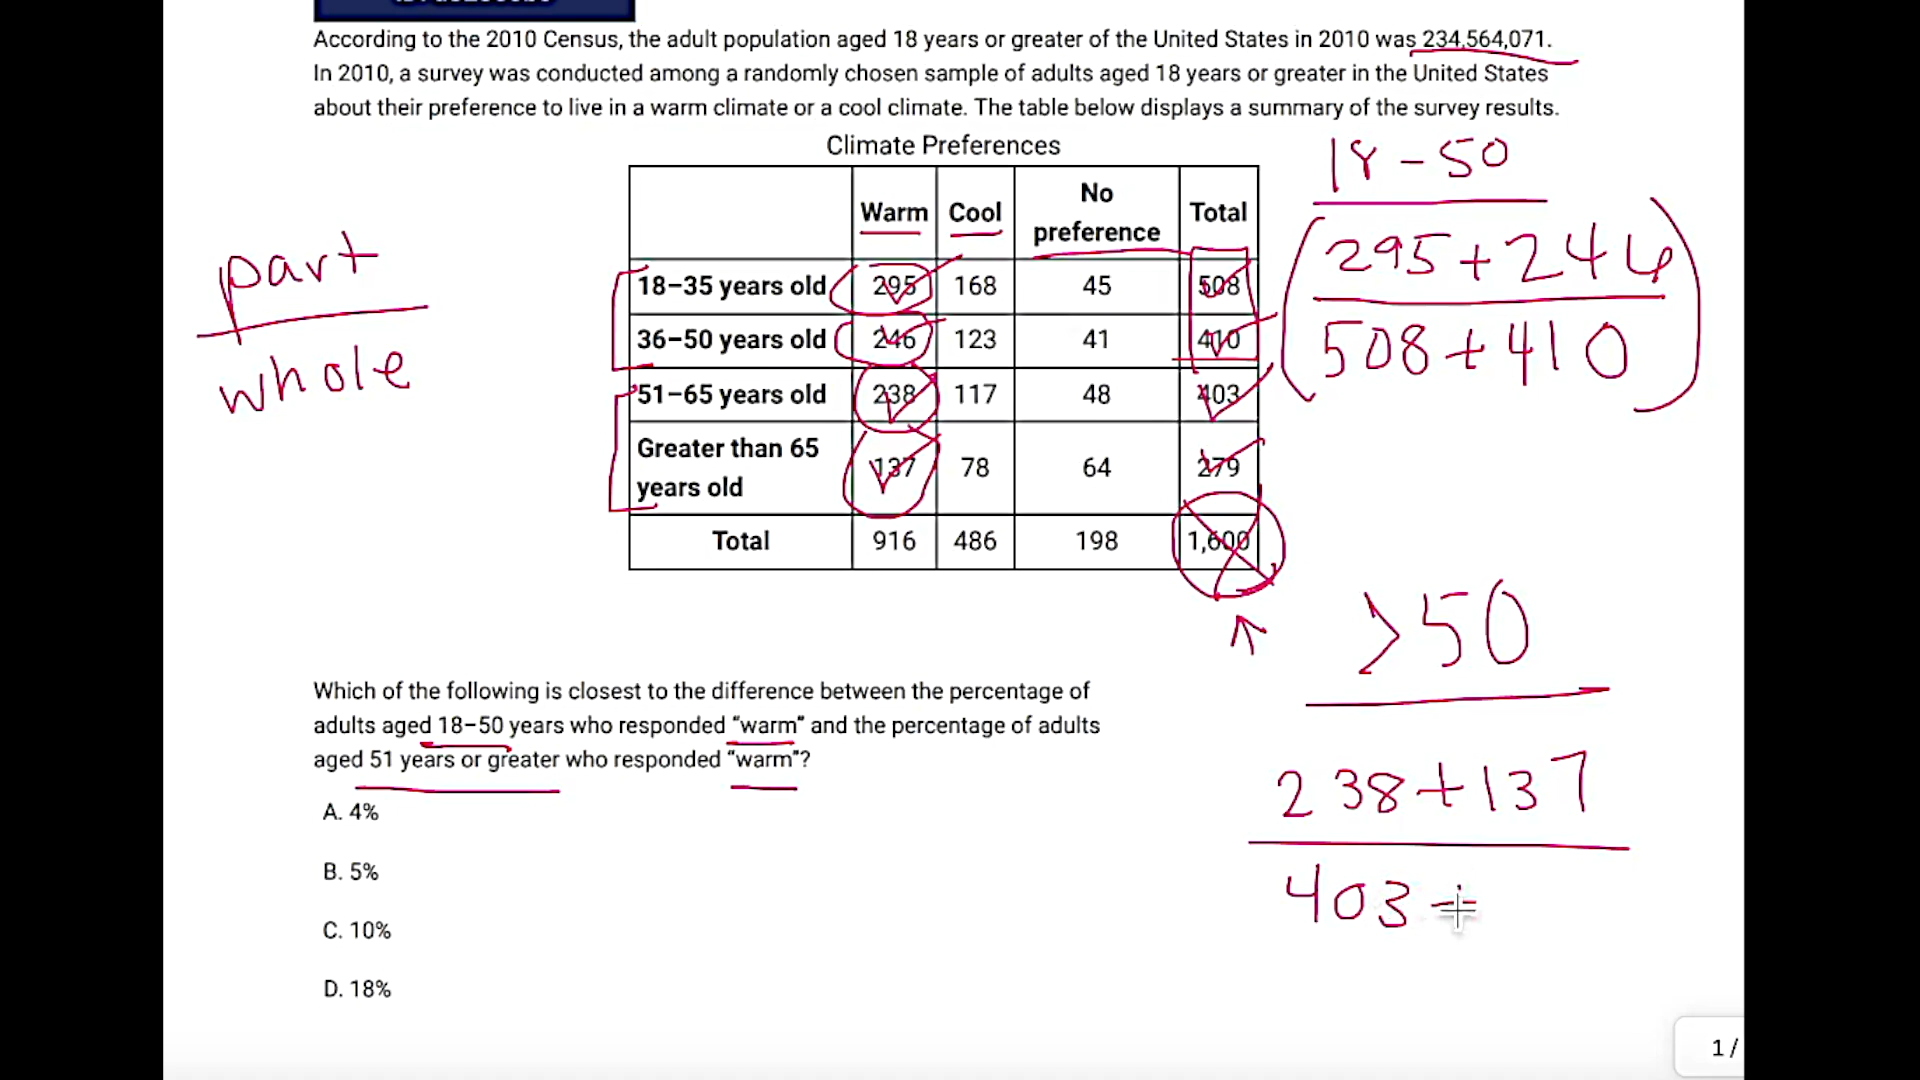 According to the 2010 Census, the adult population aged 18 years or greater of the United States in 2010 was 234,564,071.
In 2010, a survey was conducted among a randomly chosen sample of adults aged 18 years or greater in the United States
about their preference to live in a warm climate or a cool climate. The table below displays a summary of the survey results.
Climate Preferences
Warm Cool No preference Total
18–35 years old 295 168 45 508
36–50 years old 246 123 41 410
51–65 years old 238 117 48 403
Greater than 65 years old 137 78 64 279
Total 916 486 198 1,600
part
whole
18 - 50
295+246
508+410
>50
238+137
403+
Which of the following is closest to the difference between the percentage of
adults aged 18–50 years who responded “warm” and the percentage of adults
aged 51 years or greater who responded “warm”?
A. 4%
B. 5%
C. 10%
D. 18%
1 /